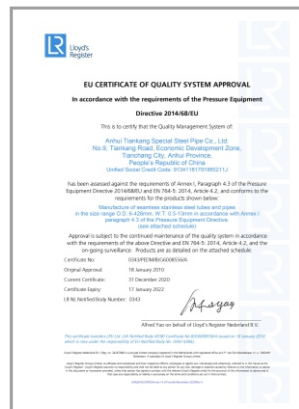 Lloyd's
Register
EU CERTIFICATE OF QUALITY SYSTEM APPROVAL
In accordance with the requirements of the Pressure Equipment
Directive 2014/68/EU
This is to certify that the Quality Management System of:
Anhui Tiankang Special Steel Pipe Co., Ltd
No.9, Tiankang Road, Economic Development Zone,
Tianchang City, Anhui Province,
People's Republic of China
Unified Social Credit Code:
has been assessed against the requirements of Annex I, Paragraph 4.3 of the Pressure
Equipment Directive 2014/68/EU and EN 764-5: 2014, Article 4.2, and conforms to the
requirements for the products shown below:
Manufacture of seamless stainless steel tubes and pipes
in the size range O.D. 6-426mm, W.T. 0.5-13mm in accordance with Annex I
paragraph 4.3 of the Pressure Equipment Directive.
(see attached schedule)
Approval is subject to the continued maintenance of the quality system in accordance
with the requirements of the above Directive and EN 764-5: 2014, Article 4.2, and the
on-going surveillance. Products are as detailed on the attached schedule.
Certificate No:
Original Approval: 18 January 2010
Current Certificate: 31 December 2020
Certificate Expiry: 17 January 2022
LR NL Notified Body Number: 0343
Alfred Yao on behalf of Lloyd's Register Nederland B.V.